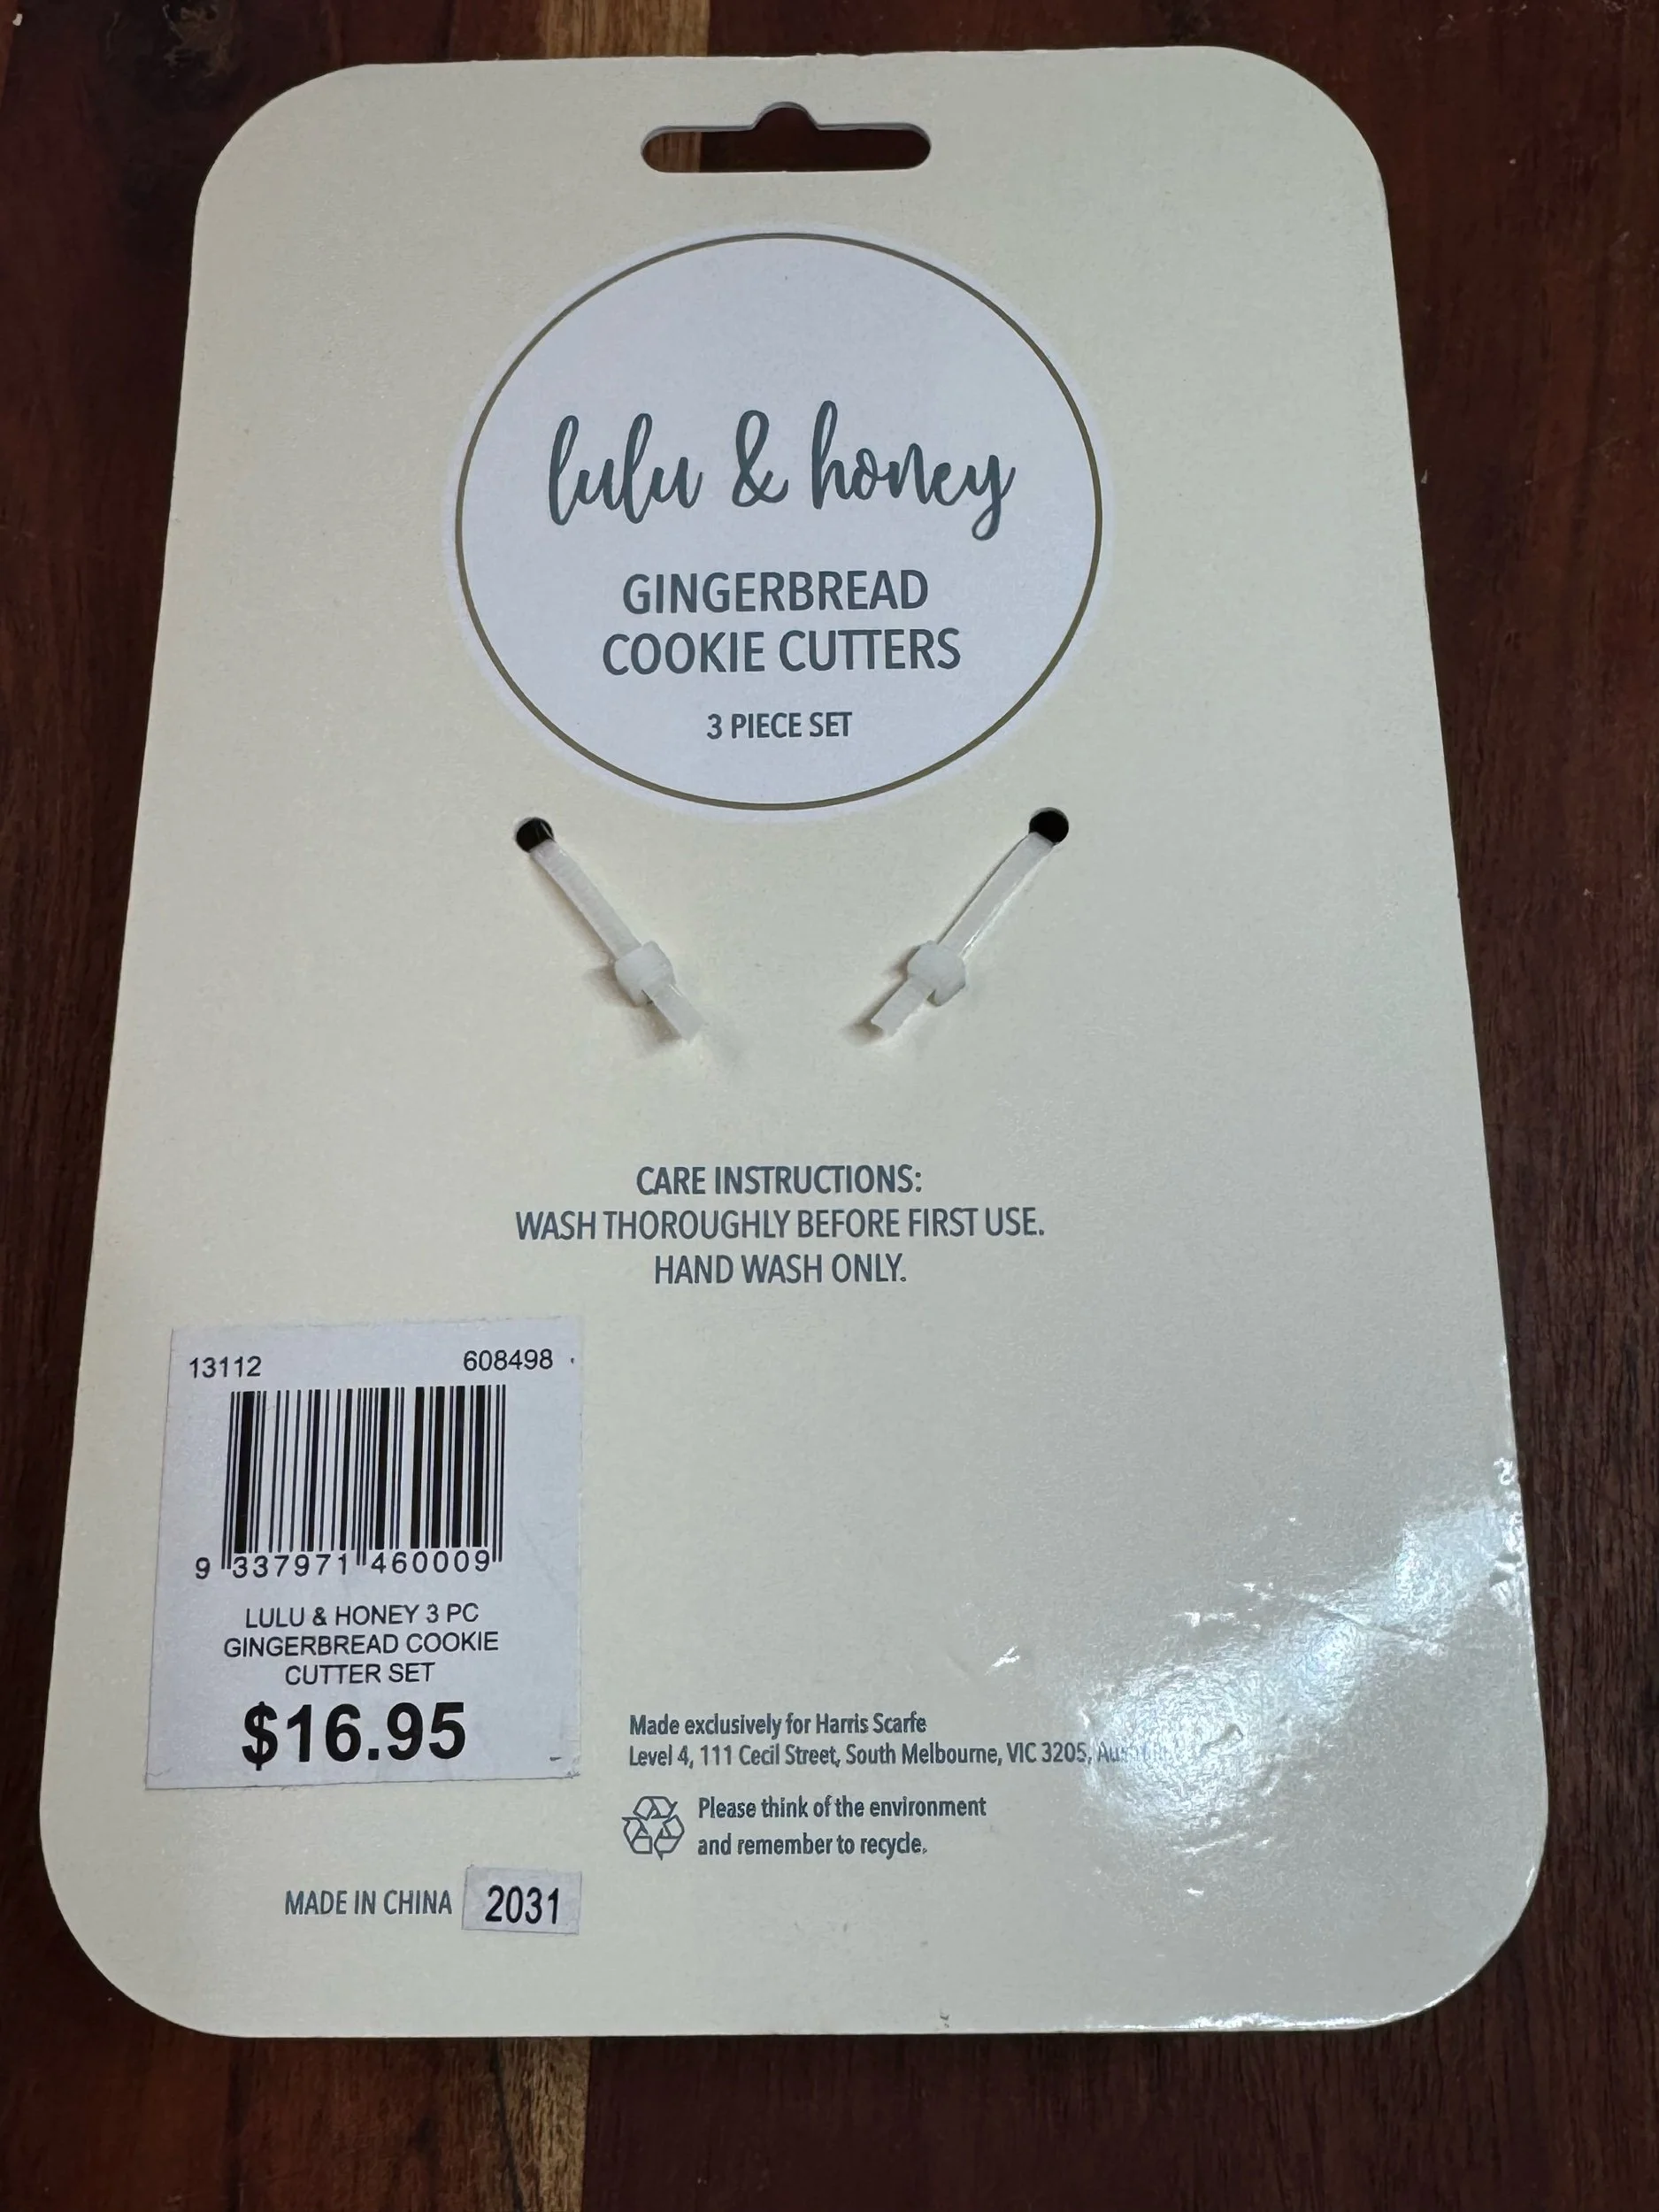 lulu & honey
GINGERBREAD
COOKIE CUTTERS
3 PIECE SET
CARE INSTRUCTIONS:
WASH THOROUGHLY BEFORE FIRST USE.
HAND WASH ONLY.
13112 608498
9 337971 460009
LULU & HONEY 3 PC
GINGERBREAD COOKIE
CUTTER SET
$16.95
Made exclusively for Harris Scarfe
Level 4, 111 Cecil Street, South Melbourne, VIC 3205,
Please think of the environment
and remember to recycle.
MADE IN CHINA 2031